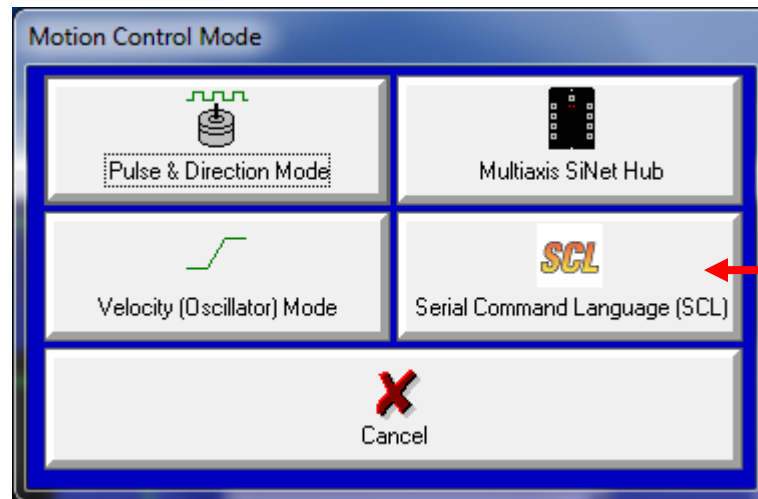 Motion Control Mode
Pulse & Direction Mode
Multiaxis SiNet Hub
Velocity (Oscillator) Mode
SCL
Serial Command Language (SCL)
Cancel